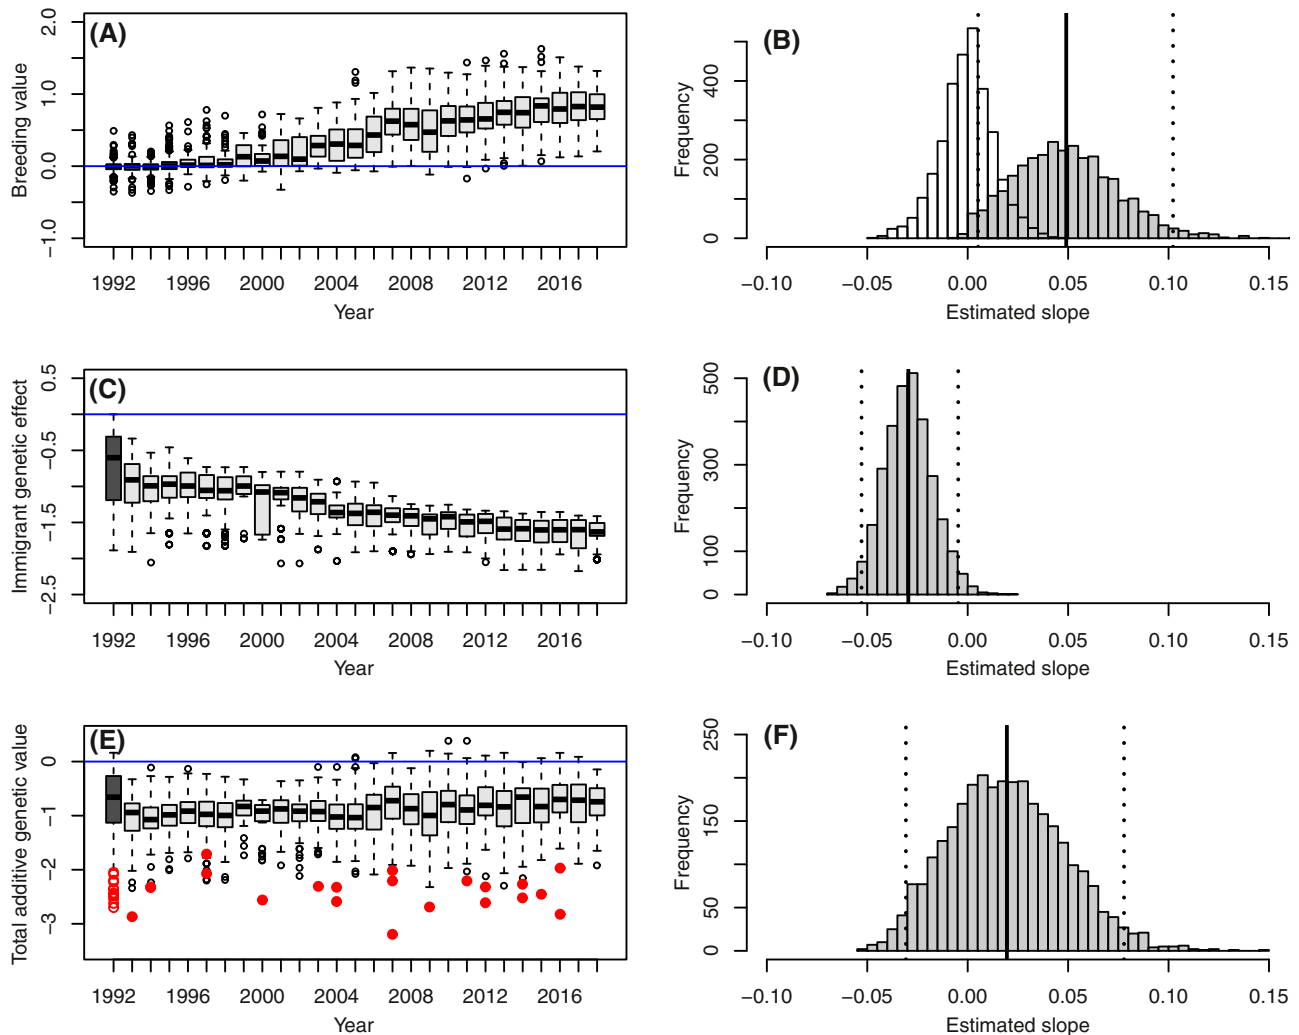 (A)
Breeding value
2.0
1.0
0.0
−1.0
1992 1996 2000 2004 2008 2012 2016
Year
(B)
Frequency
400
200
0
−0.10 −0.05 0.00 0.05 0.10 0.15
Estimated slope
(C)
Immigrant genetic effect
0.5
−0.5
−1.5
−2.5
1992 1996 2000 2004 2008 2012 2016
Year
(D)
Frequency
500
300
100
0
−0.10 −0.05 0.00 0.05 0.10 0.15
Estimated slope
(E)
Total additive genetic value
0
−1
−2
−3
1992 1996 2000 2004 2008 2012 2016
Year
(F)
Frequency
250
150
50
0
−0.10 −0.05 0.00 0.05 0.10 0.15
Estimated slope